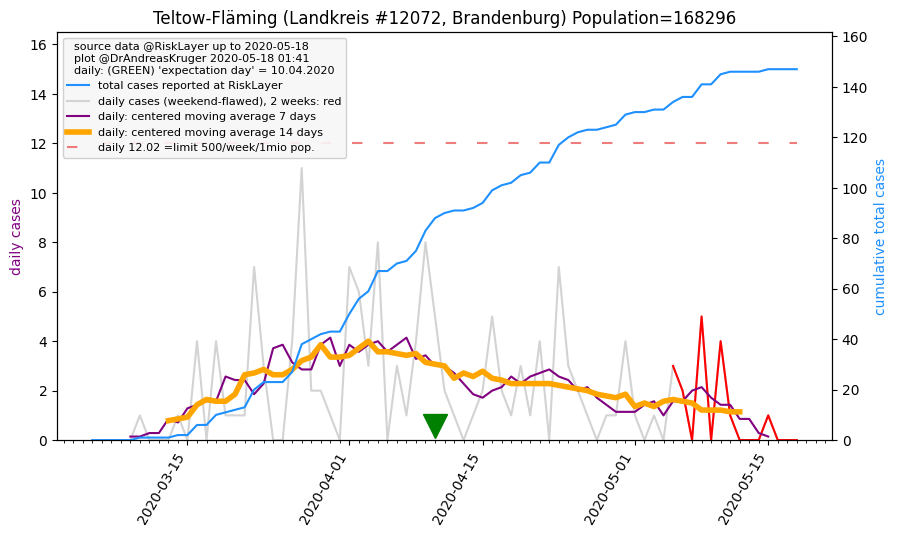 Teltow-Fläming (Landkreis #12072, Brandenburg) Population=168296
source data @RiskLayer up to 2020-05-18
plot @DrAndreasKruger 2020-05-18 01:41
daily: (GREEN) 'expectation day' = 10.04.2020
total cases reported at RiskLayer
daily cases (weekend-flawed), 2 weeks: red
daily: centered moving average 7 days
daily: centered moving average 14 days
daily 12.02 =limit 500/week/1mio pop.
daily cases
16
14
12
10
8
6
4
2
0
cumulative total cases
160
140
120
100
80
60
40
20
0
2020-03-15
2020-04-01
2020-04-15
2020-05-01
2020-05-15